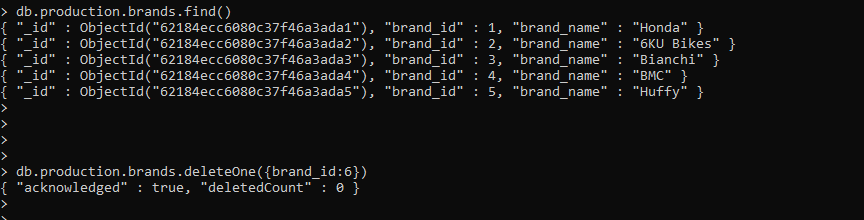 > db.production.brands.find()
{ "_id" : ObjectId("62184ecc6080c37f46a3ada1"), "brand_id" : 1, "brand_name" : "Honda" }
{ "_id" : ObjectId("62184ecc6080c37f46a3ada2"), "brand_id" : 2, "brand_name" : "6KU Bikes" }
{ "_id" : ObjectId("62184ecc6080c37f46a3ada3"), "brand_id" : 3, "brand_name" : "Bianchi" }
{ "_id" : ObjectId("62184ecc6080c37f46a3ada4"), "brand_id" : 4, "brand_name" : "BMC" }
{ "_id" : ObjectId("62184ecc6080c37f46a3ada5"), "brand_id" : 5, "brand_name" : "Huffy" }
>
>
>
>
> db.production.brands.deleteOne({brand_id:6})
{ "acknowledged" : true, "deletedCount" : 0 }
>
>